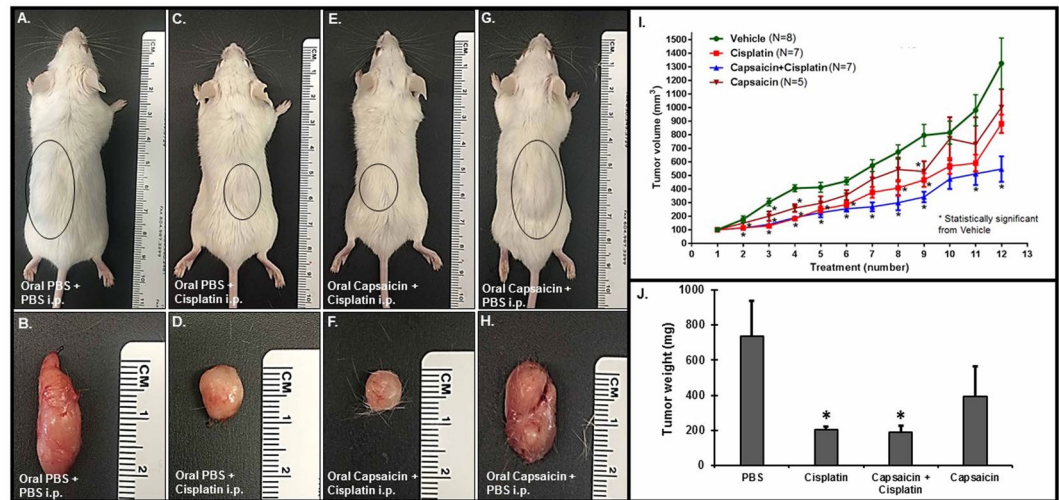 A.
Oral PBS +
PBS i.p.
C.
Oral PBS +
Cisplatin i.p.
E.
Oral Capsaicin +
Cisplatin i.p.
G.
Oral Capsaicin +
PBS i.p.
B.
CM
1
2
Oral PBS +
PBS i.p.
D.
CM
1
2
Oral PBS +
Cisplatin i.p.
F.
CM
1
2
Oral Capsaicin +
Cisplatin i.p.
H.
CM
1
2
Oral Capsaicin +
PBS i.p.
I.
Vehicle (N=8)
Cisplatin (N=7)
Capsaicin+Cisplatin (N=7)
Capsaicin (N=5)
Tumor volume (mm3)
1500
1400
1300
1200
1100
1000
900
800
700
600
500
400
300
200
100
0
* Statistically significant
from Vehicle
0 1 2 3 4 5 6 7 8 9 10 11 12 13
Treatment (number)
J.
Tumor weight (mg)
1000
800
600
400
200
0
* *
PBS Cisplatin Capsaicin + Cisplatin Capsaicin